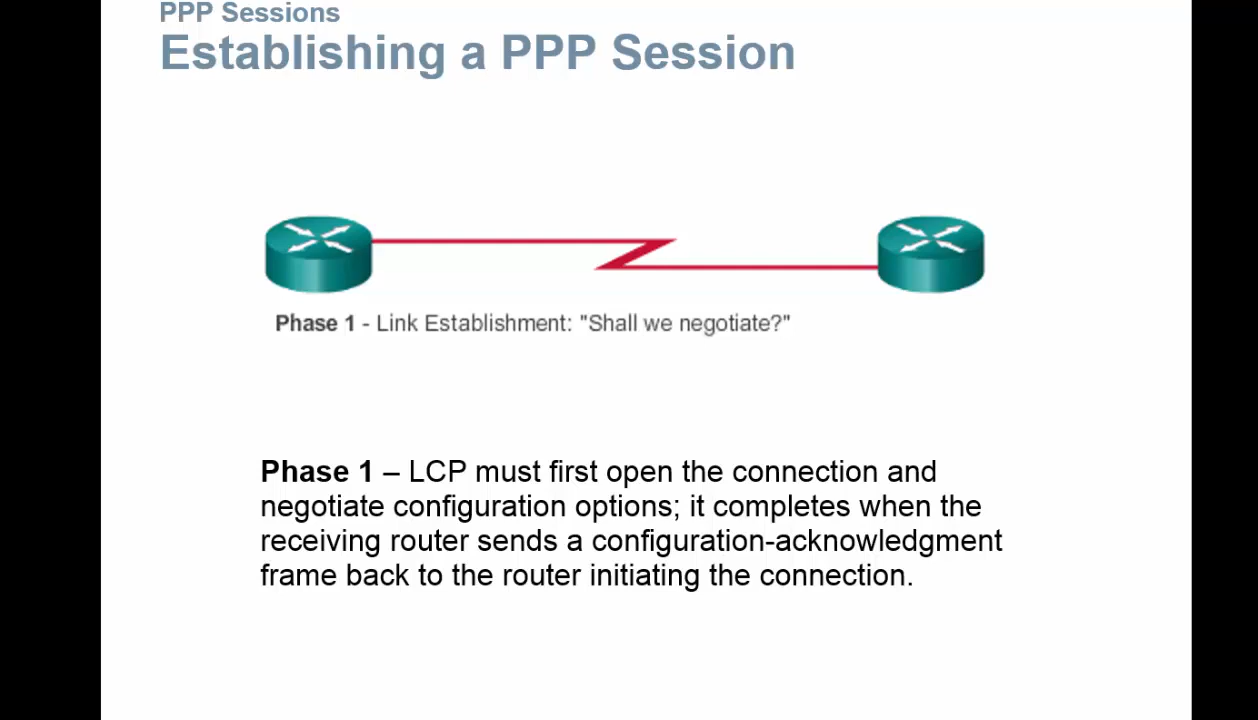 PPP Sessions
Establishing a PPP Session
Phase 1 - Link Establishment: "Shall we negotiate?"
Phase 1 – LCP must first open the connection and
negotiate configuration options; it completes when the
receiving router sends a configuration-acknowledgment
frame back to the router initiating the connection.